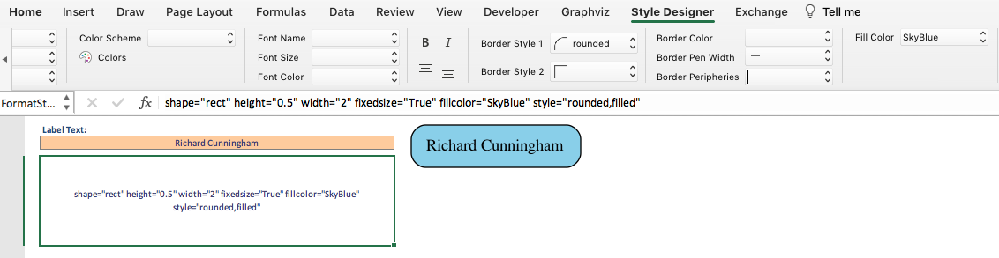 Home Insert Draw Page Layout Formulas Data Review View Developer Graphviz Style Designer Exchange Tell me
Color Scheme Font Name B I Border Style 1 rounded Border Color Fill Color SkyBlue
Colors Font Size Border Pen Width
Font Color Border Style 2 Border Peripheries
FormatSt... fx shape="rect" height="0.5" width="2" fixedsize="True" fillcolor="SkyBlue" style="rounded,filled"
Label Text:
Richard Cunningham
Richard Cunningham
shape="rect" height="0.5" width="2" fixedsize="True" fillcolor="SkyBlue"
style="rounded,filled"